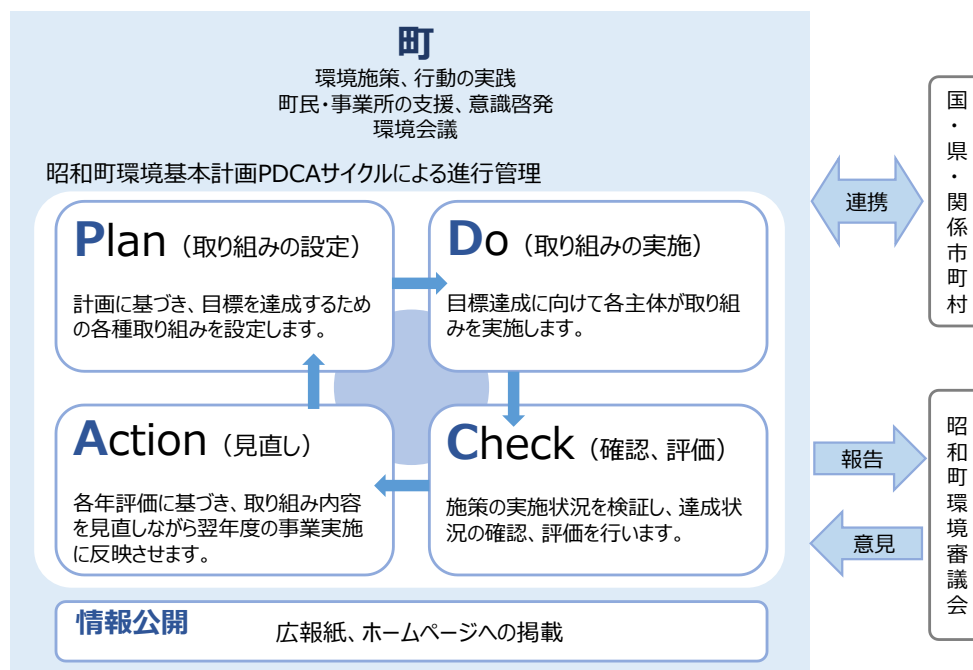 町
環境施策、行動の実践
町民・事業所の支援、意識啓発
環境会議
昭和町環境基本計画PDCAサイクルによる進行管理
Plan（取り組みの設定）
計画に基づき、目標を達成するため
の各種取り組みを設定します。
Do（取り組みの実施）
目標達成に向けて各主体が取り組
みを実施します。
Action（見直し）
各年評価に基づき、取り組み内容
を見直しながら翌年度の事業実施
に反映させます。
Check（確認、評価）
施策の実施状況を検証し、達成状
況の確認、評価を行います。
情報公開
広報紙、ホームページへの掲載
連携
国・県・関係市町村
報告
意見
昭和町環境審議会